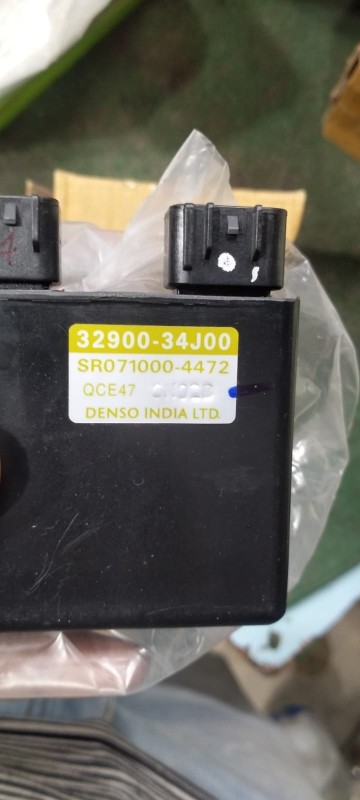 32900-34J00
SR071000-4472
QCE47
DENSO INDIA LTD.